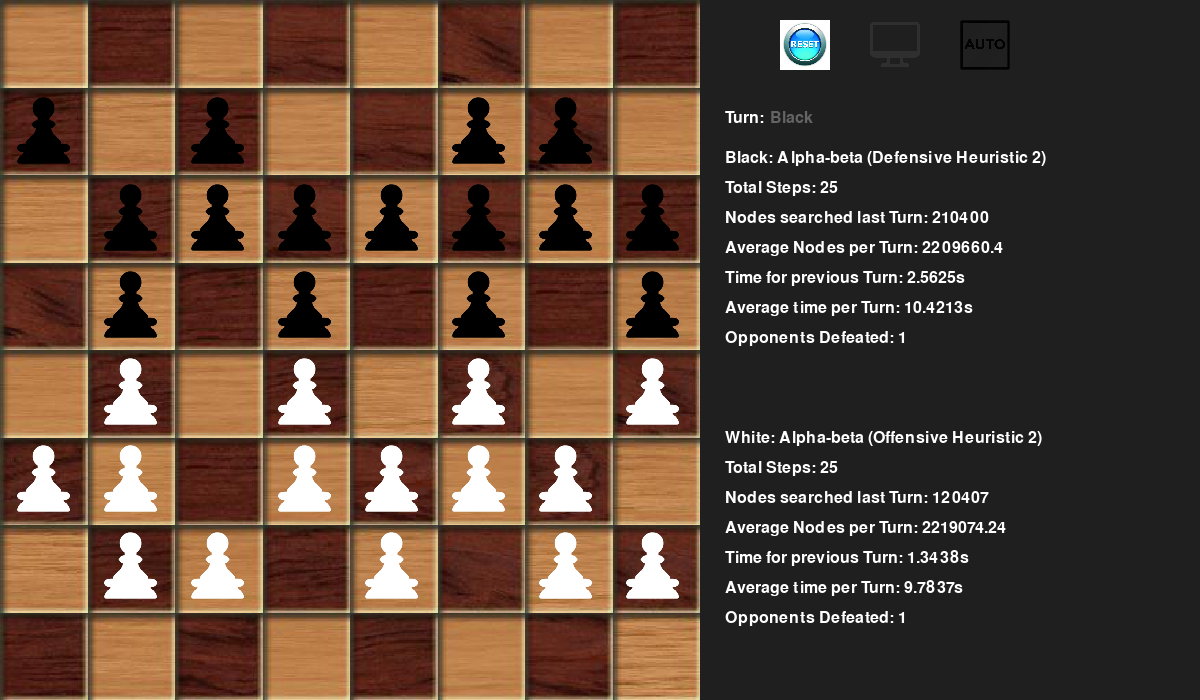 RESET
AUTO
Turn: Black
Black: Alpha-beta (Defensive Heuristic 2)
Total Steps: 25
Nodes searched last Turn: 210400
Average Nodes per Turn: 2209660.4
Time for previous Turn: 2.5625s
Average time per Turn: 10.4213s
Opponents Defeated: 1
White: Alpha-beta (Offensive Heuristic 2)
Total Steps: 25
Nodes searched last Turn: 120407
Average Nodes per Turn: 2219074.24
Time for previous Turn: 1.3438s
Average time per Turn: 9.7837s
Opponents Defeated: 1